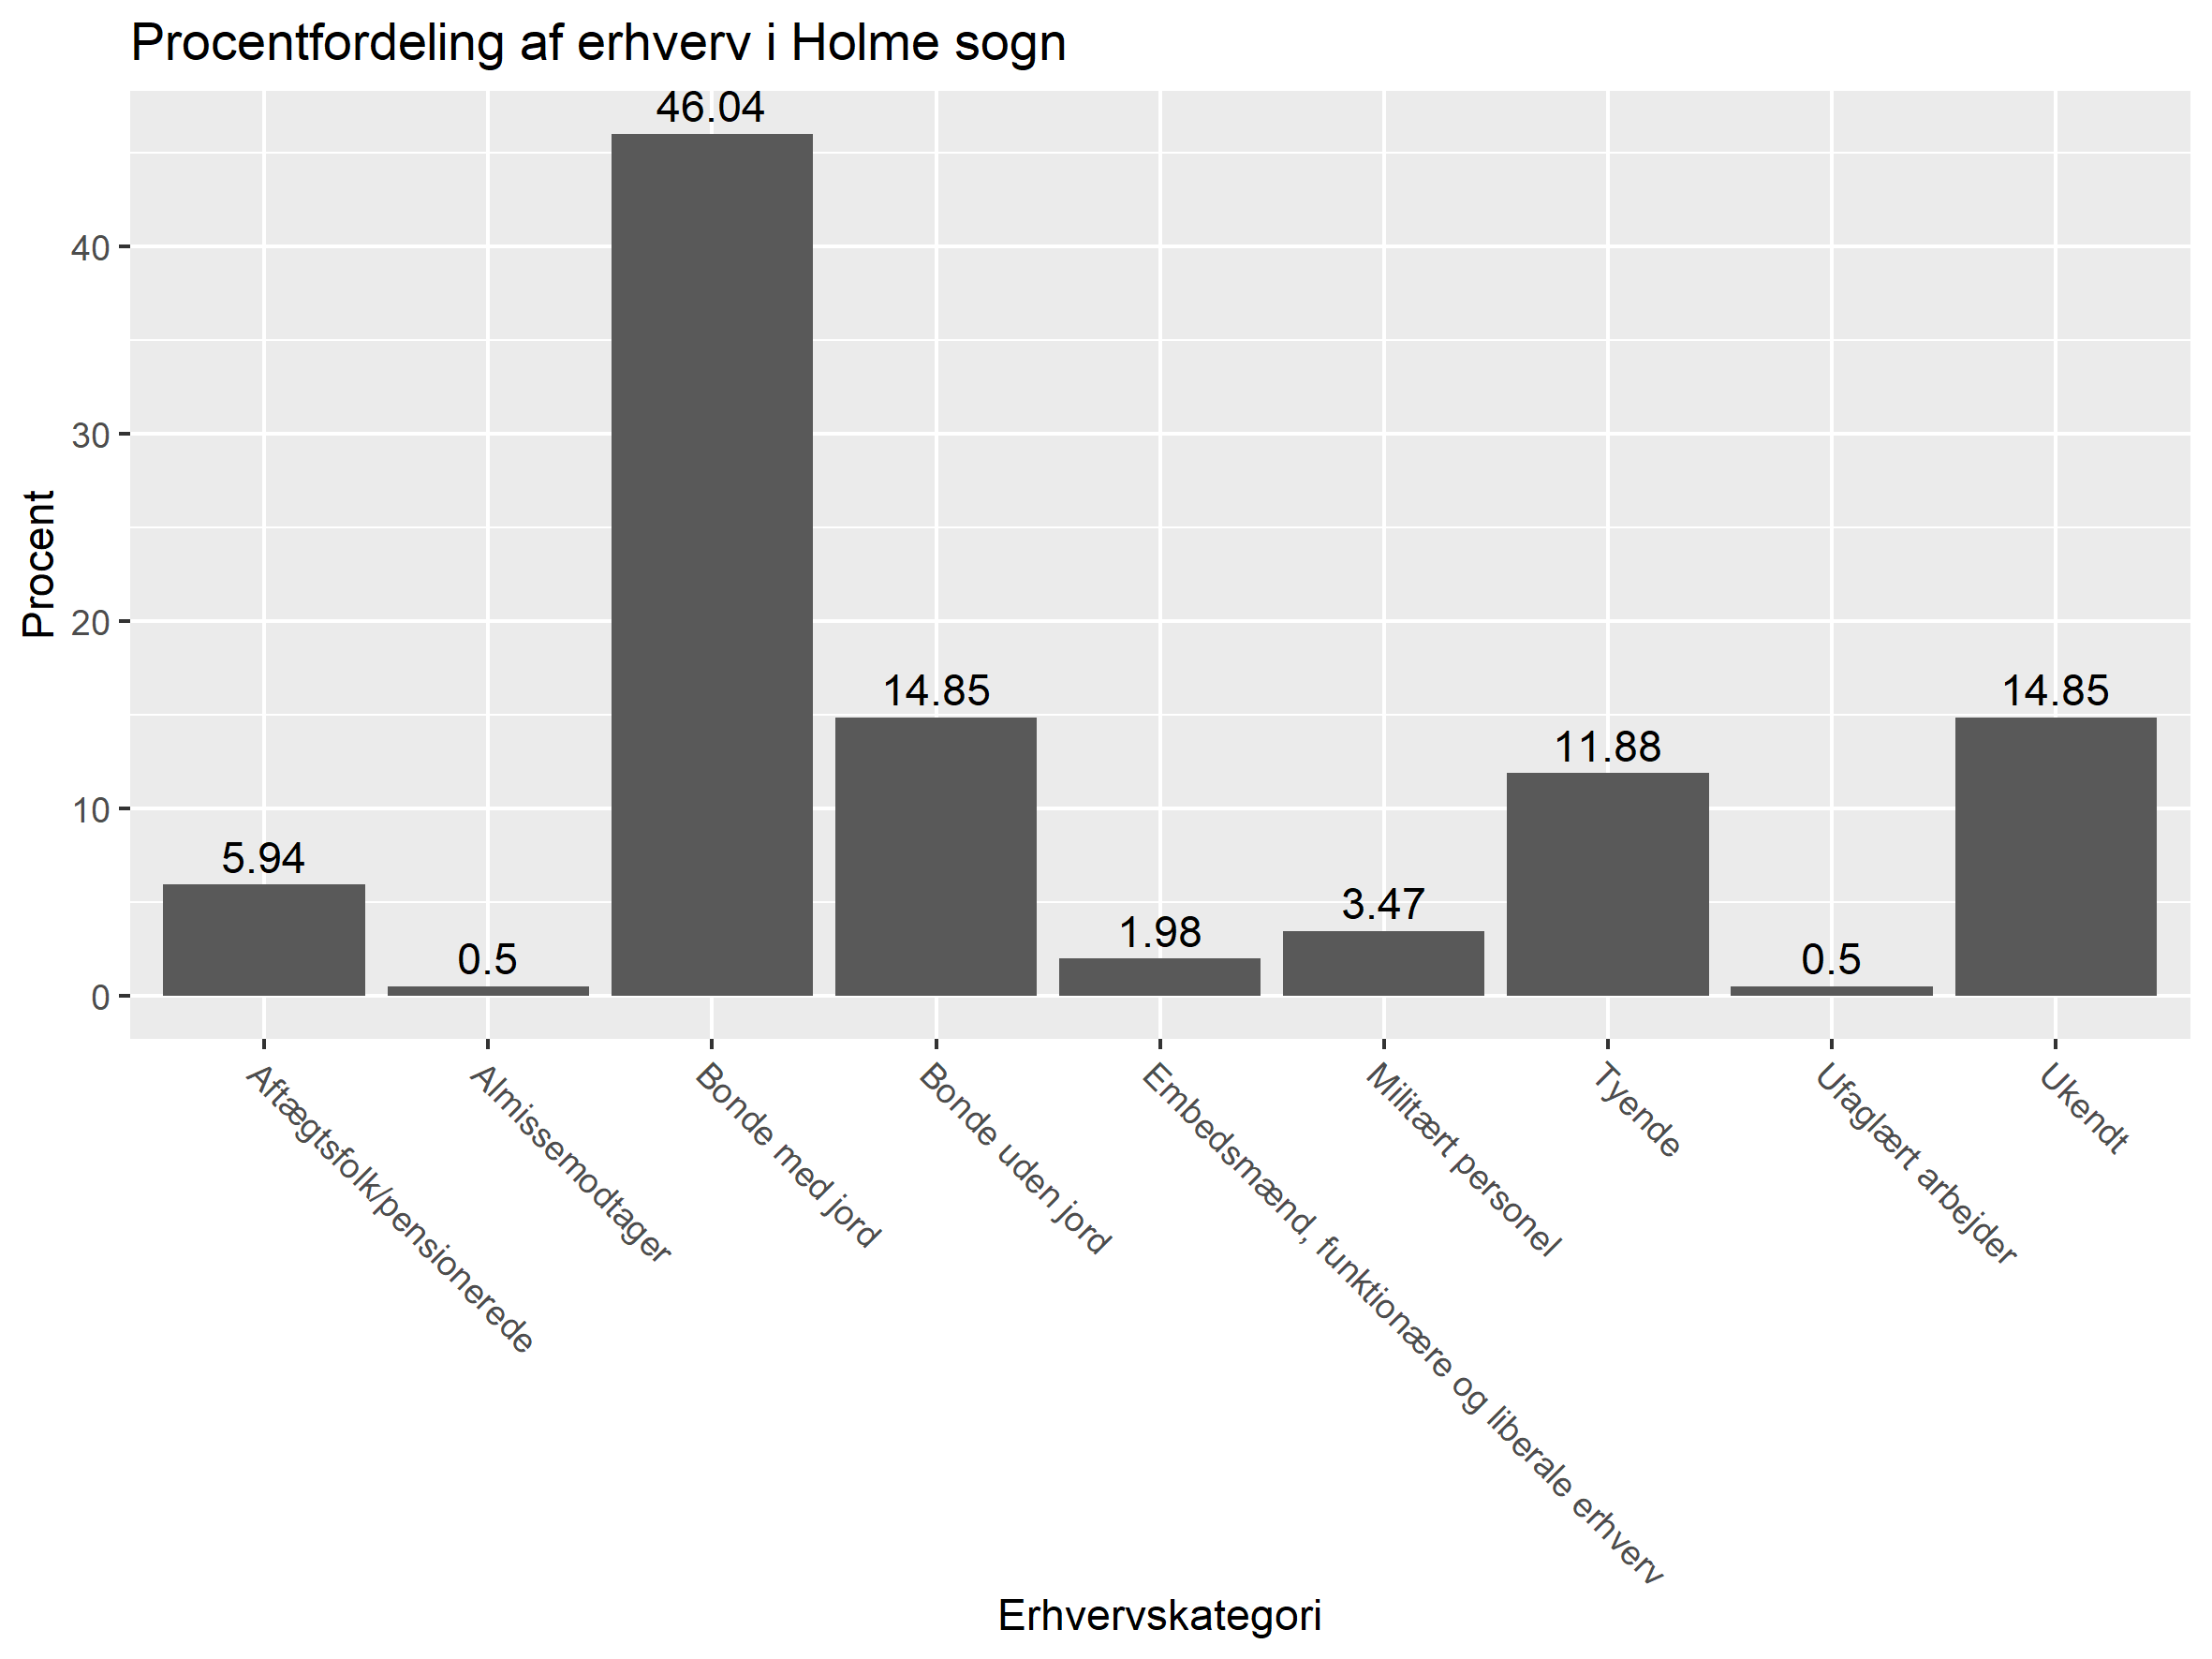 Procentfordeling af erhverv i Holme sogn
46.04
40
30
20
10
0
Procent
5.94
0.5
14.85
1.98
3.47
11.88
0.5
14.85
Aftægtsfolk/pensionerede
Almissemodtager
Bonde med jord
Bonde uden jord
Embedsmænd, funktionære og liberale erhverv
Militært personel
Tyende
Ufaglært arbejder
Ukendt
Erhvervskategori